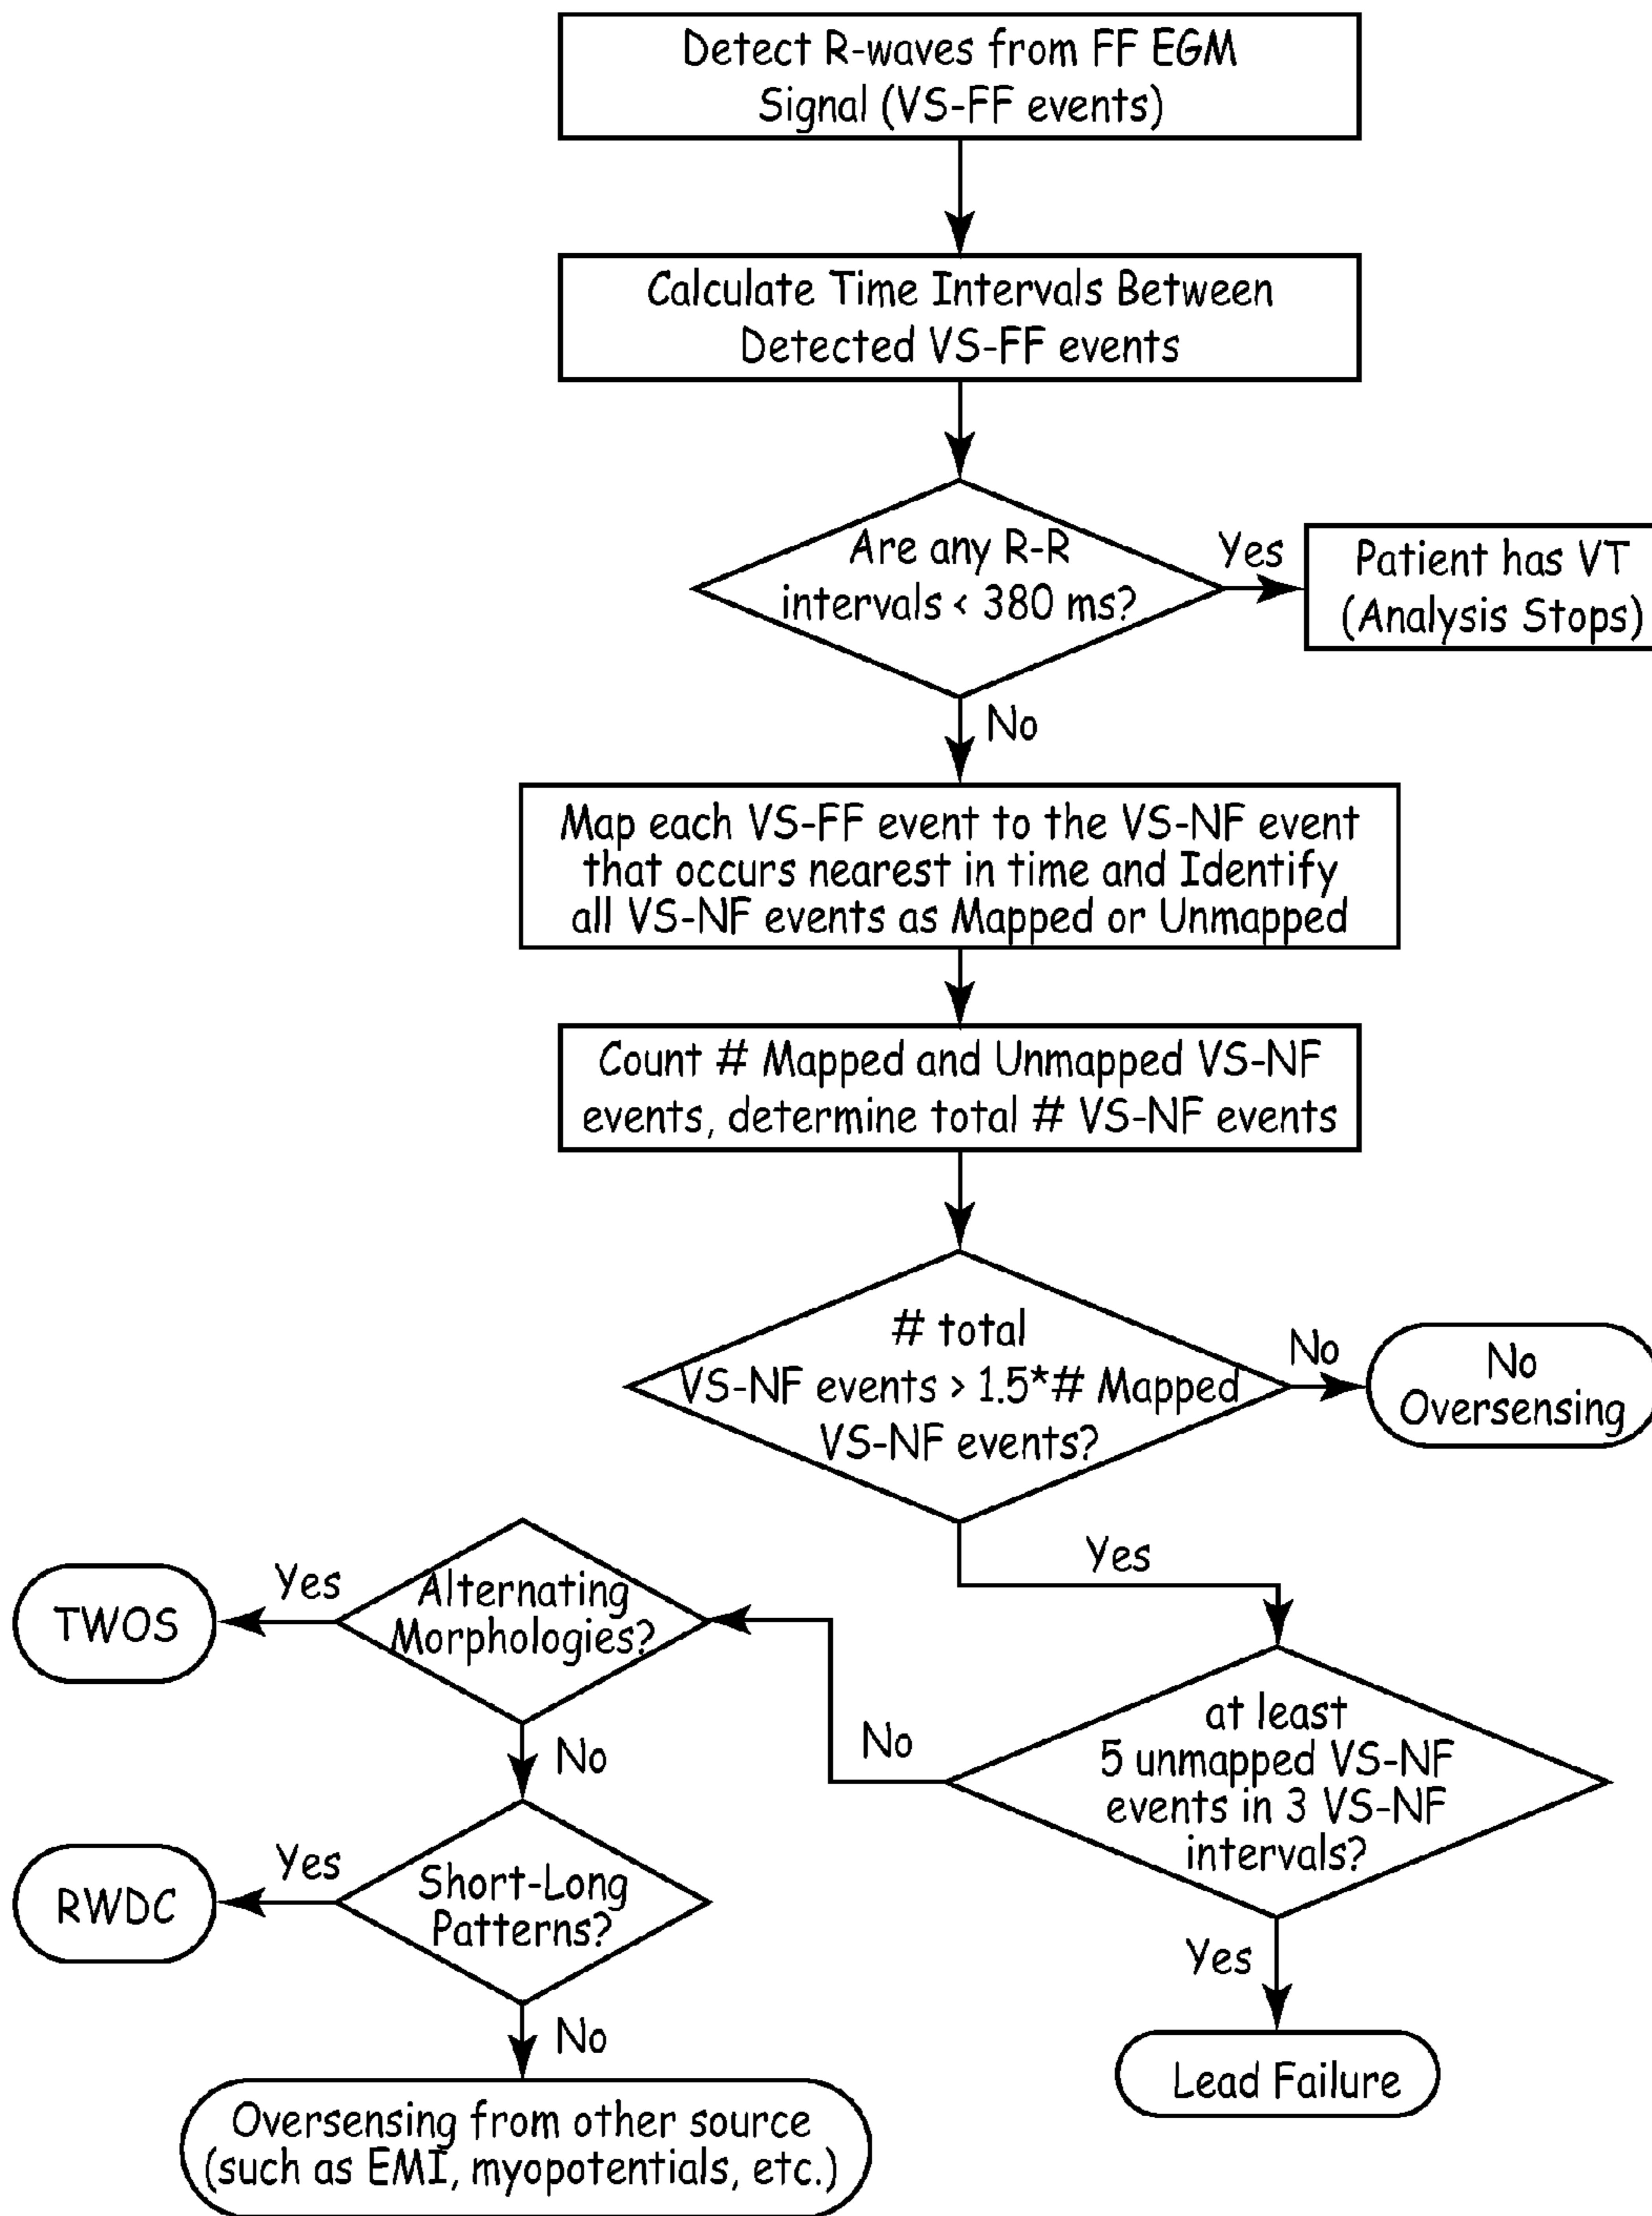 Detect R-waves from FF EGM
Signal (VS-FF events)
Calculate Time Intervals Between
Detected VS-FF events
Are any R-R
intervals < 380 ms?
Yes
Patient has VT
(Analysis Stops)
No
Map each VS-FF event to the VS-NF event
that occurs nearest in time and Identify
all VS-NF events as Mapped or Unmapped
Count # Mapped and Unmapped VS-NF
events, determine total # VS-NF events
# total
VS-NF events > 1.5*# Mapped
VS-NF events?
No
No
Oversensing
Yes
at least
5 unmapped VS-NF
events in 3 VS-NF
intervals?
Yes
Lead Failure
No
Alternating
Morphologies?
Yes
TWOS
No
Short-Long
Patterns?
Yes
RWDC
No
Oversensing from other source
(such as EMI, myopotentials, etc.)